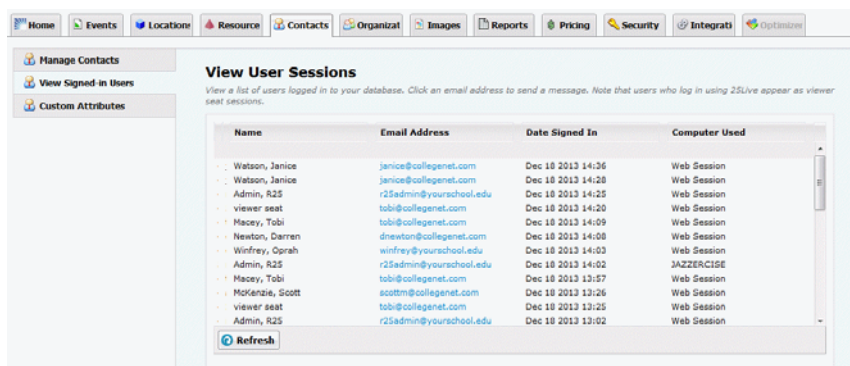 Home Events Locations Resource Contacts Organizat Images Reports Pricing Security Integrati Optimizer
Manage Contacts
View Signed-in Users
Custom Attributes
View User Sessions
View a list of users logged in to your database. Click an email address to send a message. Note that users who log in using 25Live appear as viewer
seat sessions.
Name Email Address Date Signed In Computer Used
Watson, Janice janice@collegenet.com Dec 18 2013 14:36 Web Session
Watson, Janice janice@collegenet.com Dec 18 2013 14:28 Web Session
Admin, R25 r25admin@yourschool.edu Dec 18 2013 14:25 Web Session
viewer seat tobi@collegenet.com Dec 18 2013 14:20 Web Session
Macey, Tobi tobi@collegenet.com Dec 18 2013 14:09 Web Session
Newton, Darren dnewton@collegenet.com Dec 18 2013 14:08 Web Session
Winfrey, Oprah winfrey@yourschool.edu Dec 18 2013 14:03 Web Session
Admin, R25 r25admin@yourschool.edu Dec 18 2013 14:02 JAZZERCISE
Macey, Tobi tobi@collegenet.com Dec 18 2013 13:57 Web Session
McKenzie, Scott scottm@collegenet.com Dec 18 2013 13:26 Web Session
viewer seat tobi@collegenet.com Dec 18 2013 13:25 Web Session
Admin, R25 r25admin@yourschool.edu Dec 18 2013 13:02 Web Session
Refresh